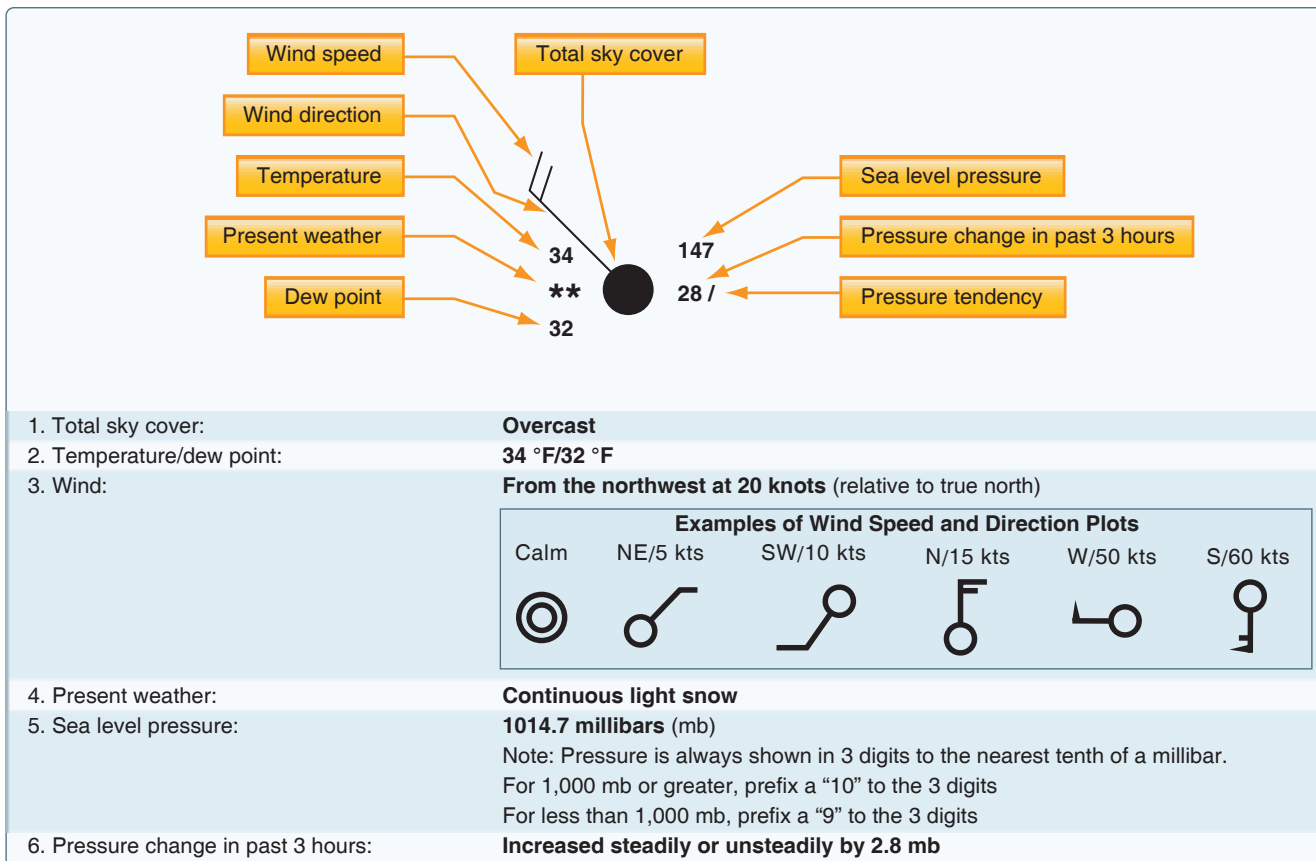 Wind speed
Total sky cover
Wind direction
Temperature
Sea level pressure
Present weather
34
147
Pressure change in past 3 hours
Dew point
**
28 /
Pressure tendency
32
1. Total sky cover: Overcast
2. Temperature/dew point: 34 °F/32 °F
3. Wind: From the northwest at 20 knots (relative to true north)
Examples of Wind Speed and Direction Plots
Calm NE/5 kts SW/10 kts N/15 kts W/50 kts S/60 kts
4. Present weather: Continuous light snow
5. Sea level pressure: 1014.7 millibars (mb)
Note: Pressure is always shown in 3 digits to the nearest tenth of a millibar.
For 1,000 mb or greater, prefix a “10” to the 3 digits
For less than 1,000 mb, prefix a “9” to the 3 digits
6. Pressure change in past 3 hours: Increased steadily or unsteadily by 2.8 mb